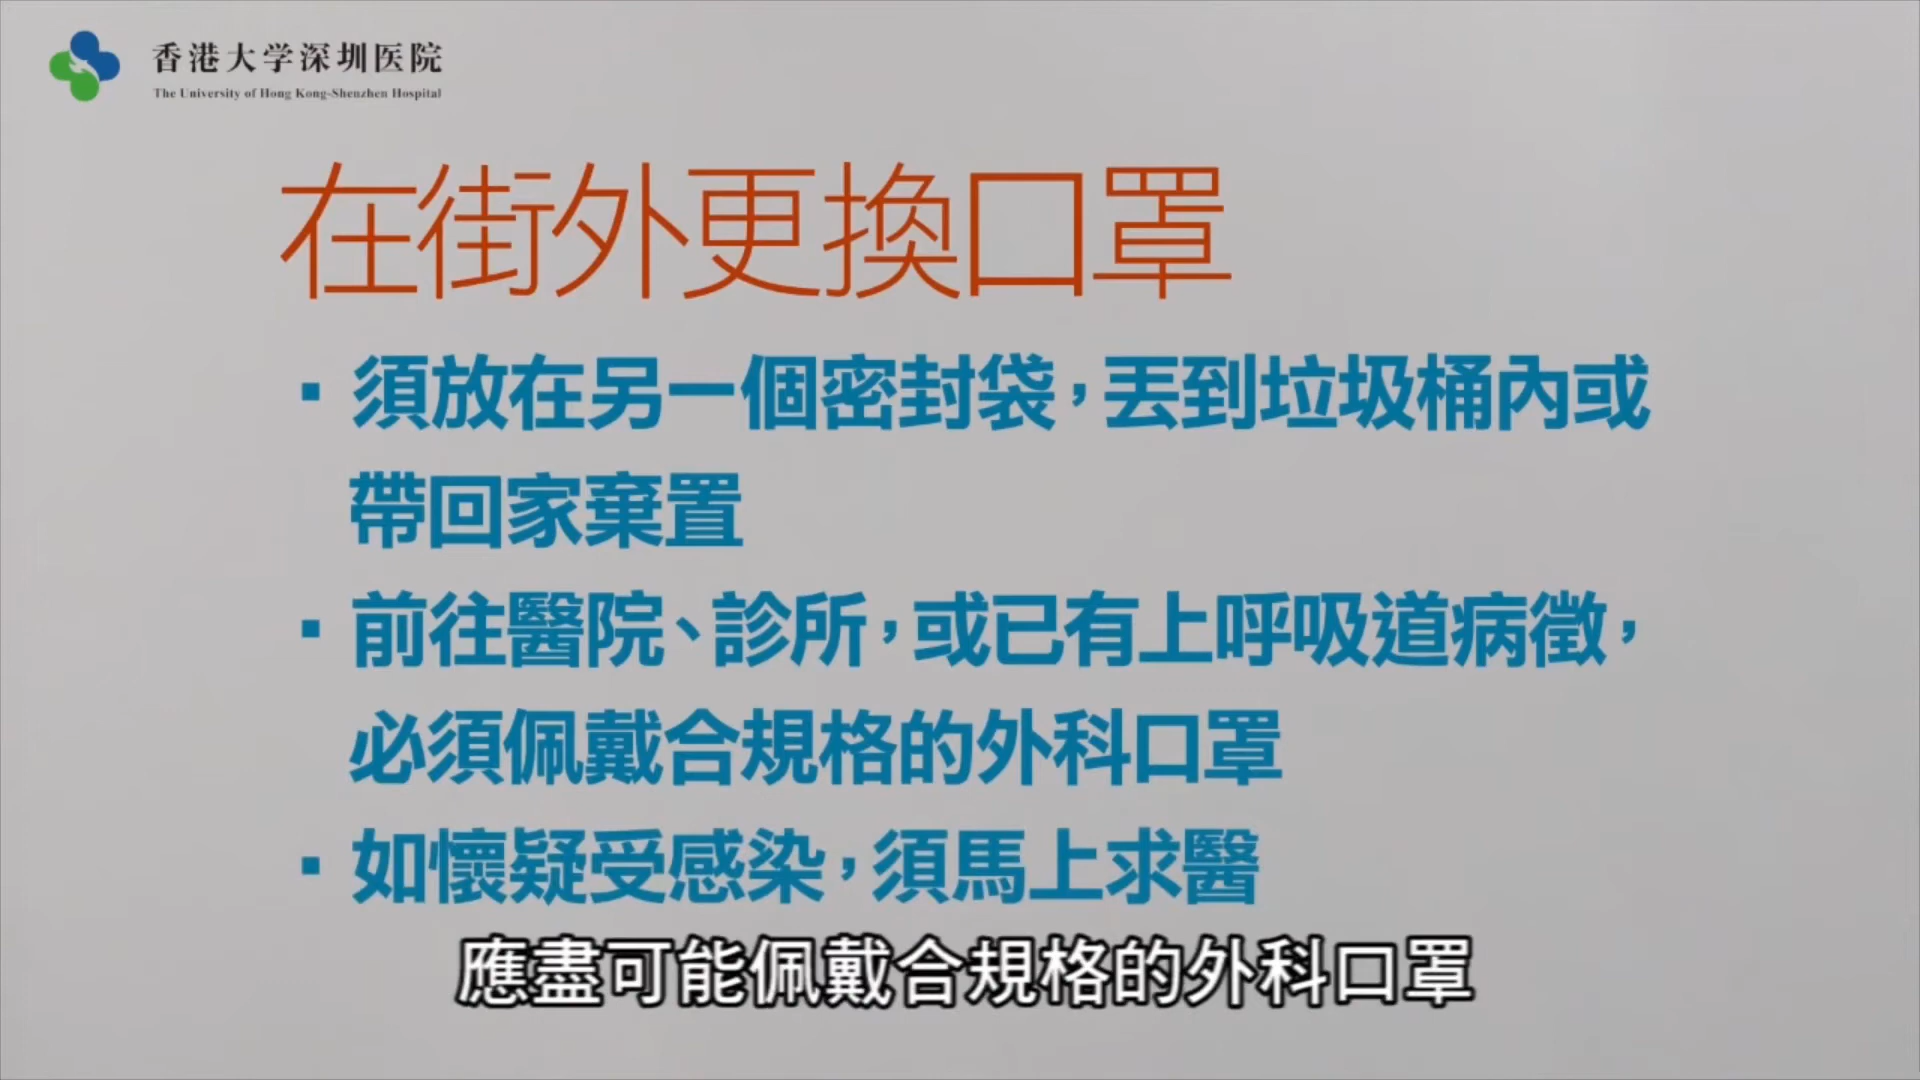 香港大学深圳医院
The University of Hong Kong-Shenzhen Hospital
在街外更換口罩
▪ 須放在另一個密封袋，丟到垃圾桶內或
帶回家棄置
▪ 前往醫院、診所，或已有上呼吸道病徵，
必須佩戴合規格的外科口罩
▪ 如懷疑受感染，須馬上求醫
應盡可能佩戴合規格的外科口罩